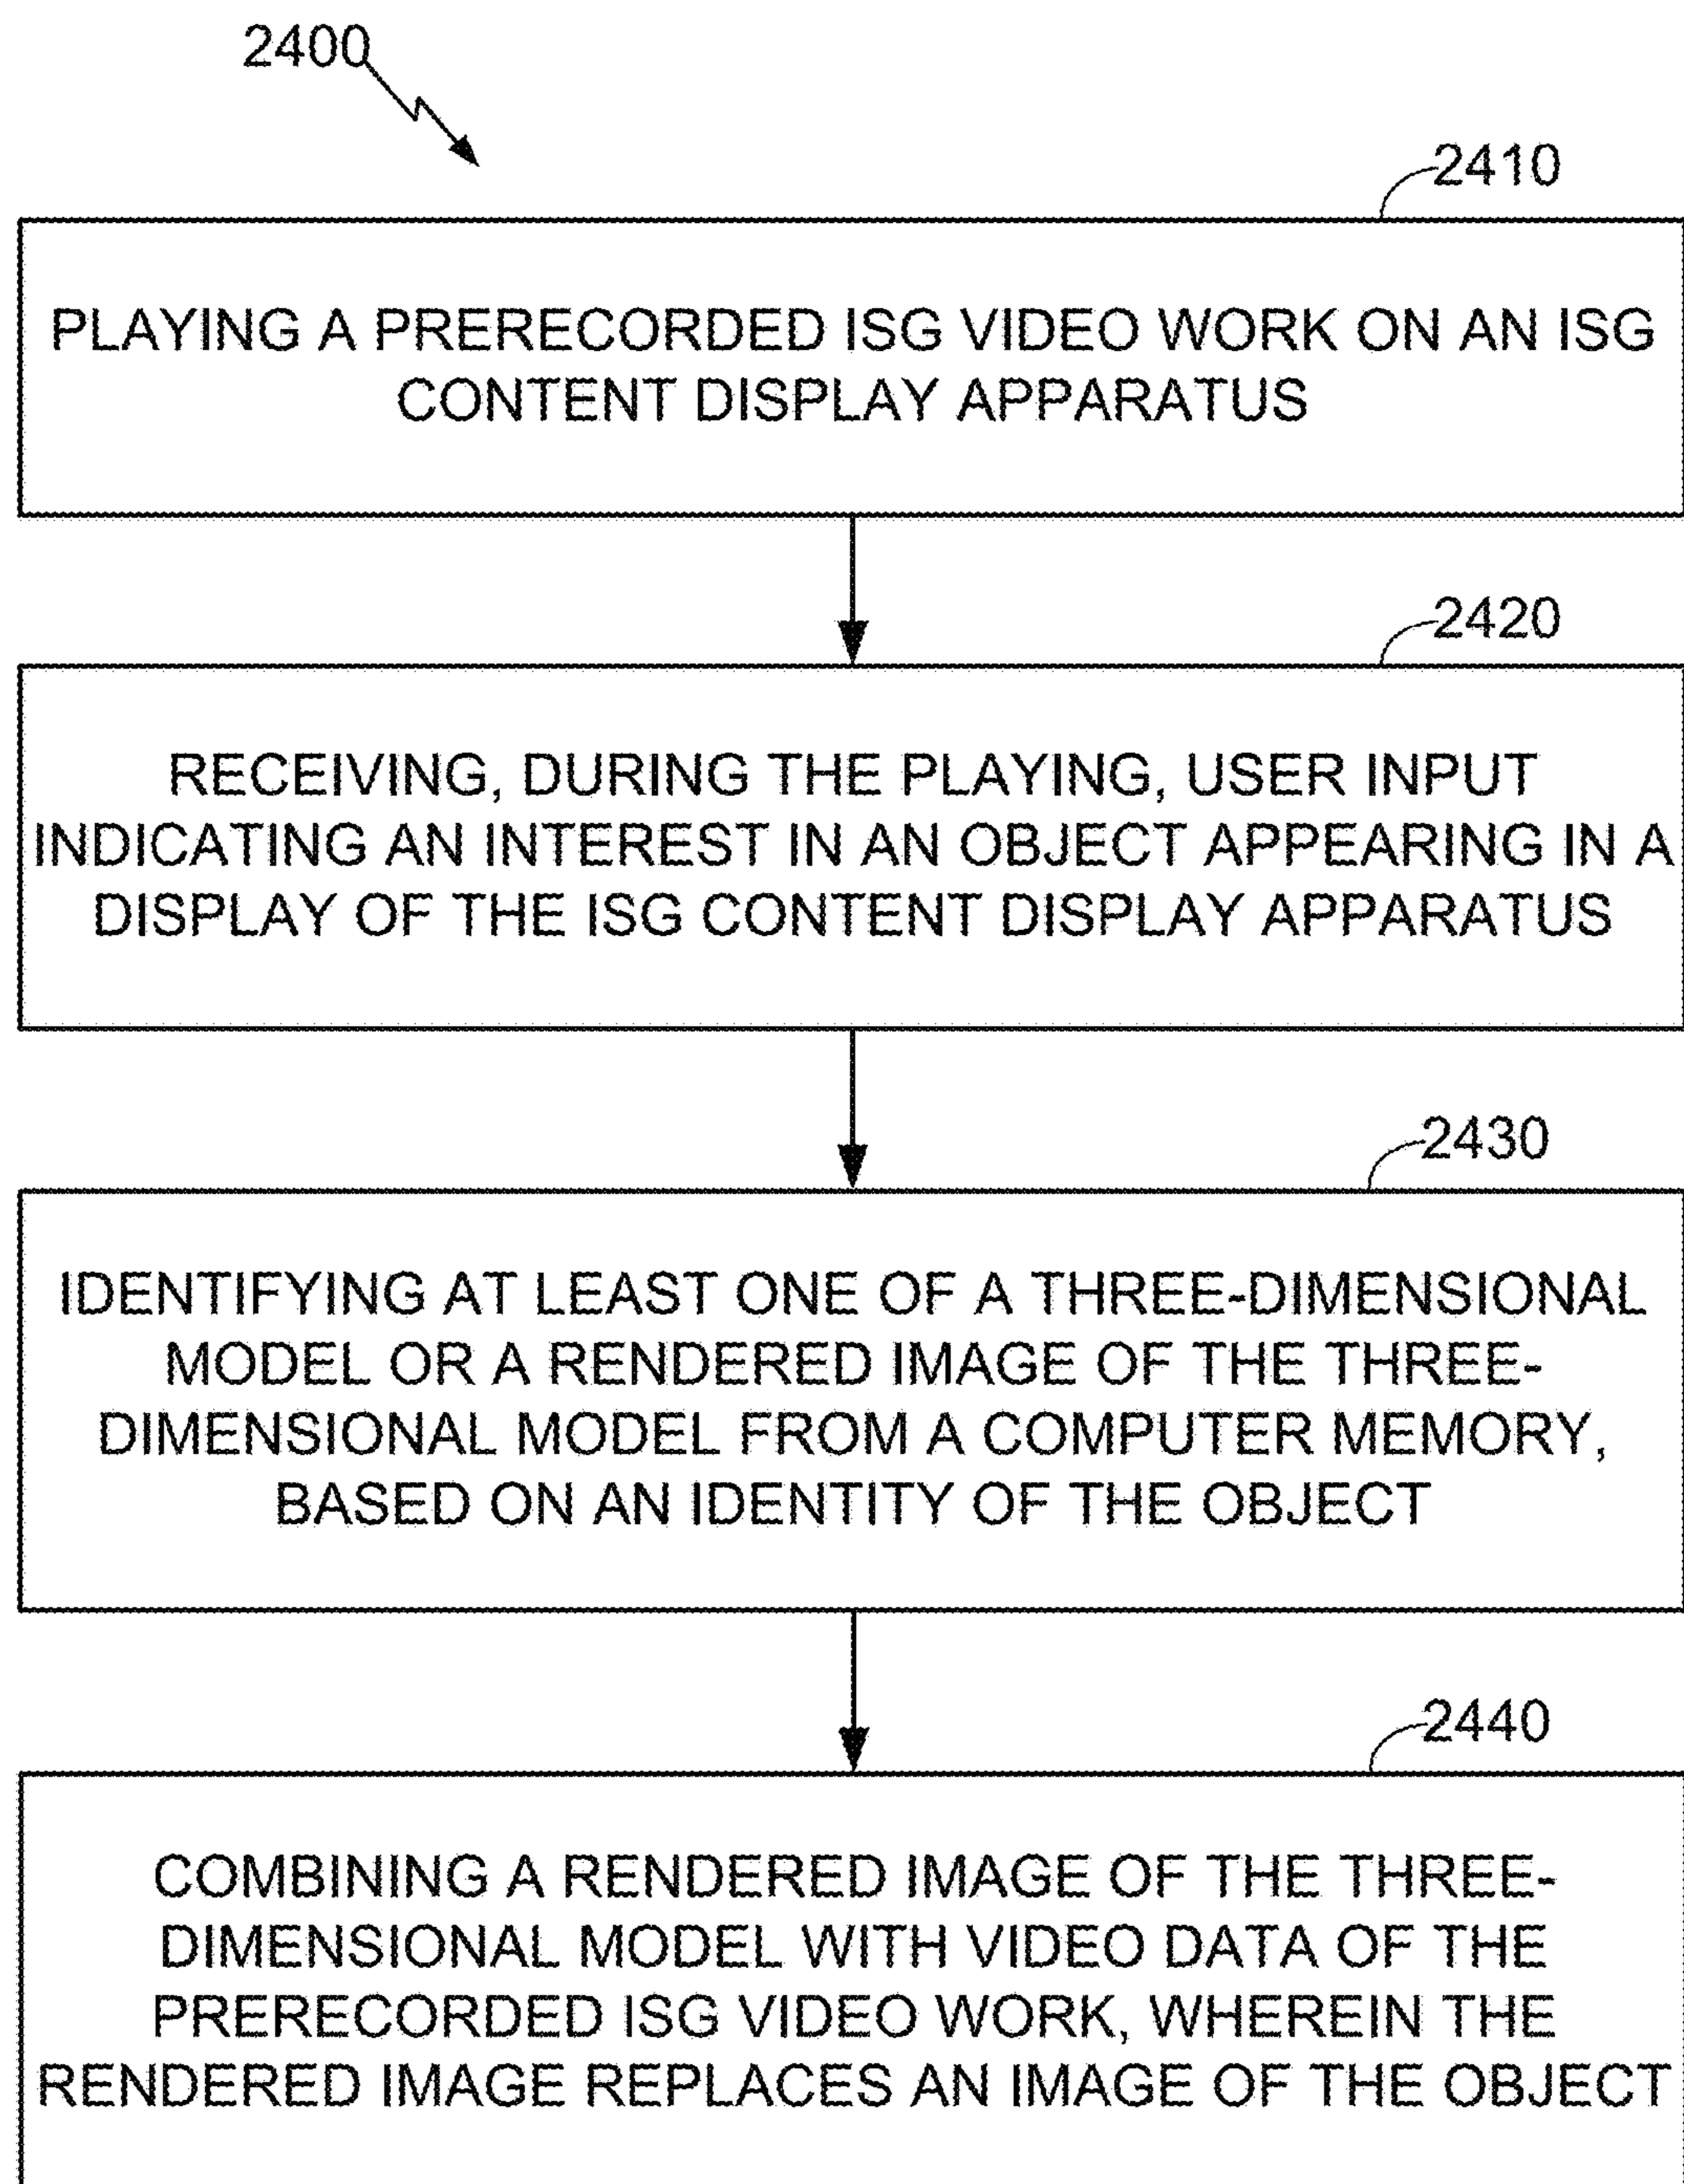 2400
2410
PLAYING A PRERECORDED ISG VIDEO WORK ON AN ISG
CONTENT DISPLAY APPARATUS
2420
RECEIVING, DURING THE PLAYING, USER INPUT
INDICATING AN INTEREST IN AN OBJECT APPEARING IN A
DISPLAY OF THE ISG CONTENT DISPLAY APPARATUS
2430
IDENTIFYING AT LEAST ONE OF A THREE-DIMENSIONAL
MODEL OR A RENDERED IMAGE OF THE THREE-
DIMENSIONAL MODEL FROM A COMPUTER MEMORY,
BASED ON AN IDENTITY OF THE OBJECT
2440
COMBINING A RENDERED IMAGE OF THE THREE-
DIMENSIONAL MODEL WITH VIDEO DATA OF THE
PRERECORDED ISG VIDEO WORK, WHEREIN THE
RENDERED IMAGE REPLACES AN IMAGE OF THE OBJECT